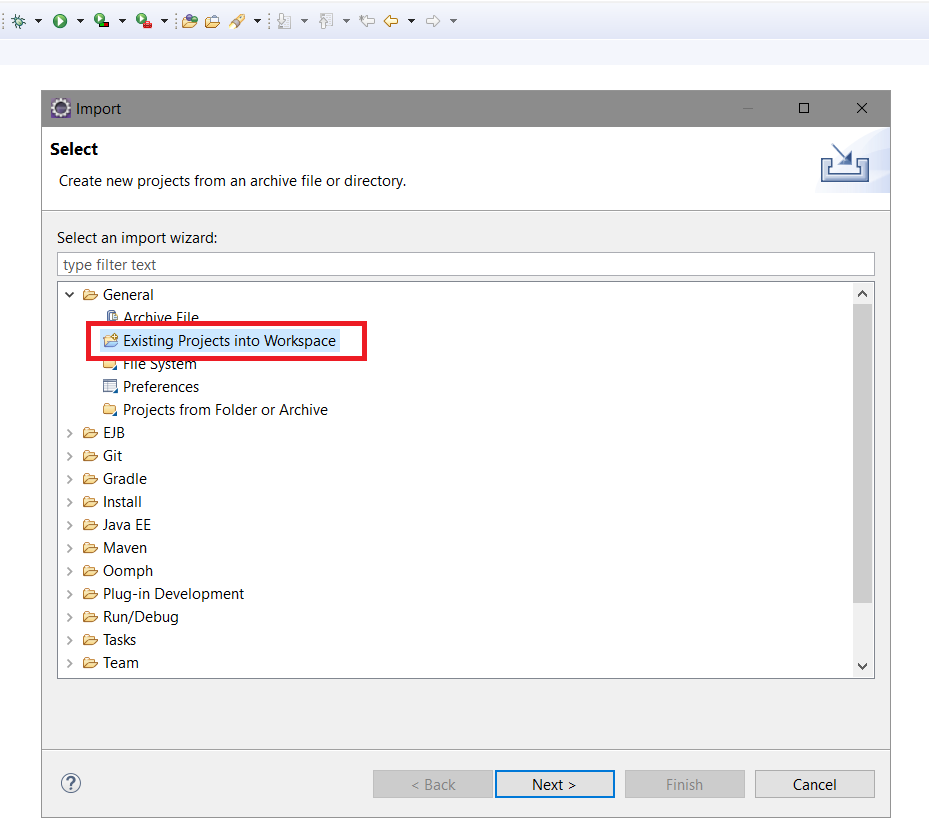 Import
Select
Create new projects from an archive file or directory.
Select an import wizard:
type filter text
General
Archive File
Existing Projects into Workspace
File System
Preferences
Projects from Folder or Archive
EJB
Git
Gradle
Install
Java EE
Maven
Oomph
Plug-in Development
Run/Debug
Tasks
Team
?
< Back
Next >
Finish
Cancel